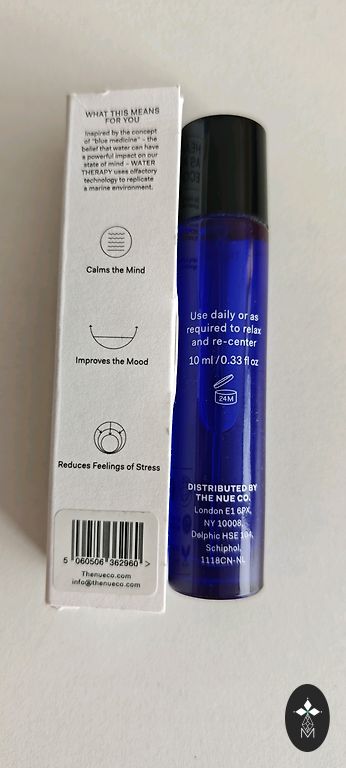 WHAT THIS MEANS
FOR YOU
Inspired by the concept
of "blue medicine" – the
belief that water can have
a powerful impact on our
state of mind – WATER
THERAPY uses olfactory
technology to replicate
a marine environment.
Calms the Mind
Improves the Mood
Reduces Feelings of Stress
5 060506 362960 >
Thenueco.com
info@thenueco.com
Use daily or as
required to relax
and re-center
10 ml/0.33 fl oz
24M
DISTRIBUTED BY
THE NUE CO.
London E1 6PX,
NY 10008,
Delphic HSE 104,
Schiphol,
1118CN-NL